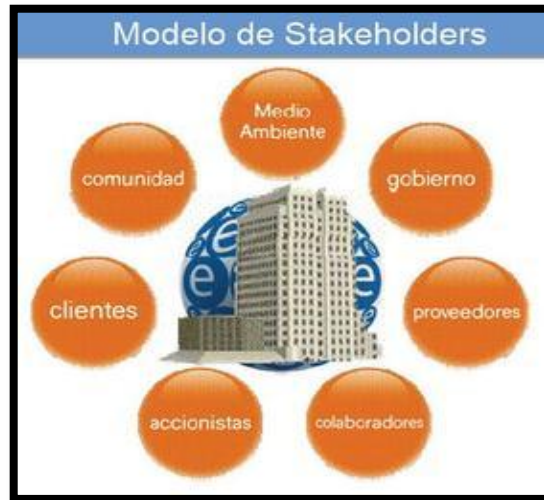 Modelo de Stakeholders
Medio
Ambiente
comunidad
gobierno
clientes
proveedores
accionistas
colaboradores
e
e